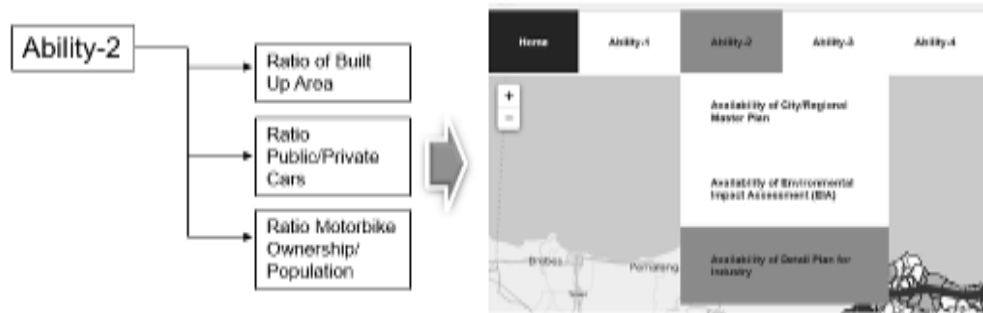 Ability-2
Ratio of Built
Up Area
Ratio
Public/Private
Cars
Ratio Motorbike
Ownership/
Population
Home
Ability-1
Ability-2
Ability-3
Ability-4
+
−
Availability of City/Regional
Master Plan
Availability of Environmental
Impact Assessment (EIA)
Availability of Detail Plan for
Industry
Brebes
Tegal
Pemalang